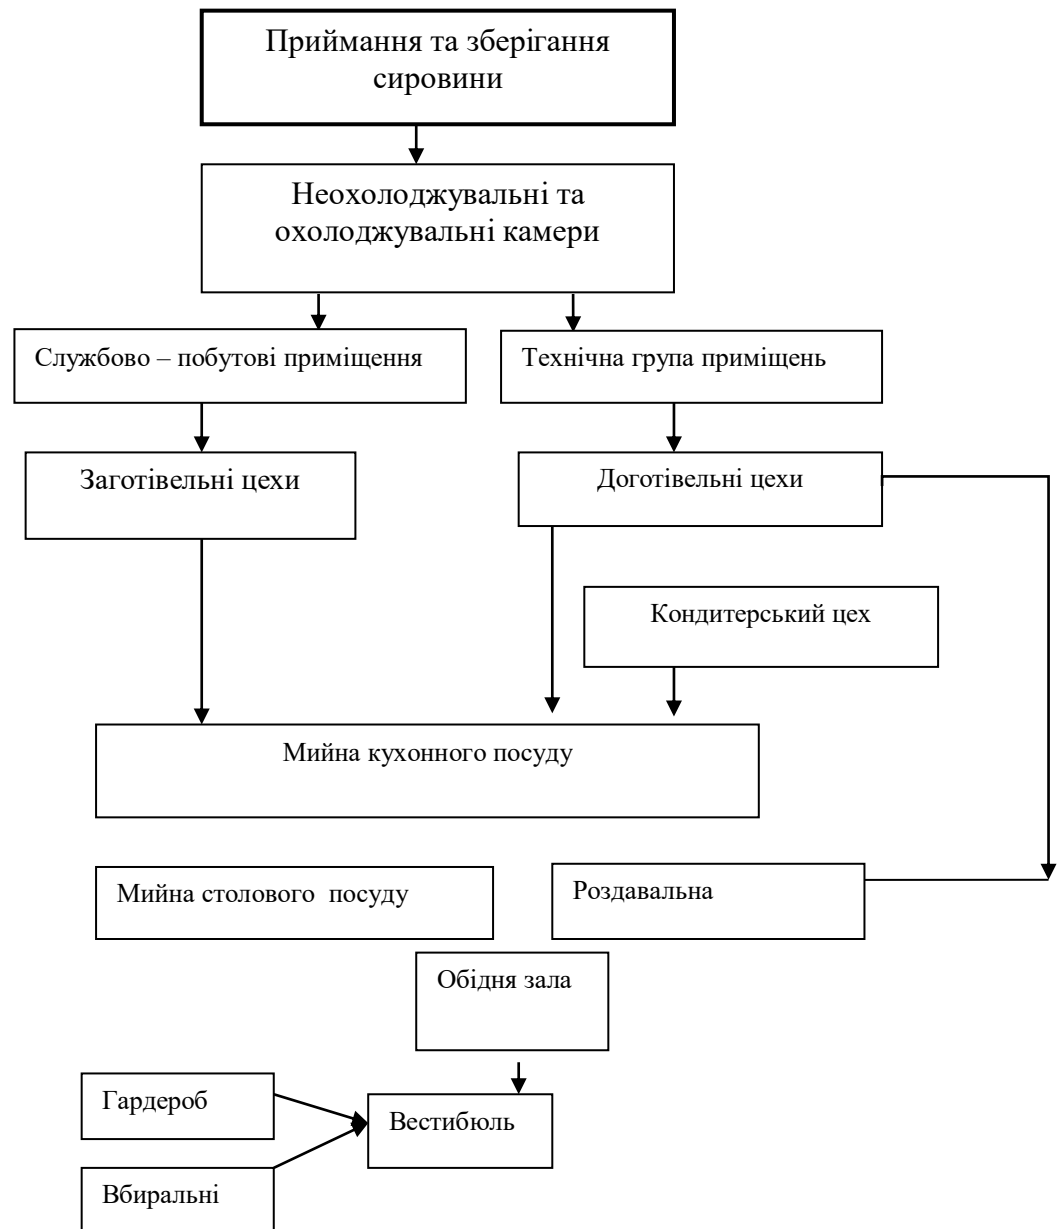 Приймання та зберігання
сировини
Неохолоджувальні та
охолоджувальні камери
Службово – побутові приміщення
Технічна група приміщень
Заготівельні цехи
Доготівельні цехи
Кондитерський цех
Мийна кухонного посуду
Мийна столового посуду
Роздавальна
Обідня зала
Гардероб
Вестибюль
Вбиральні